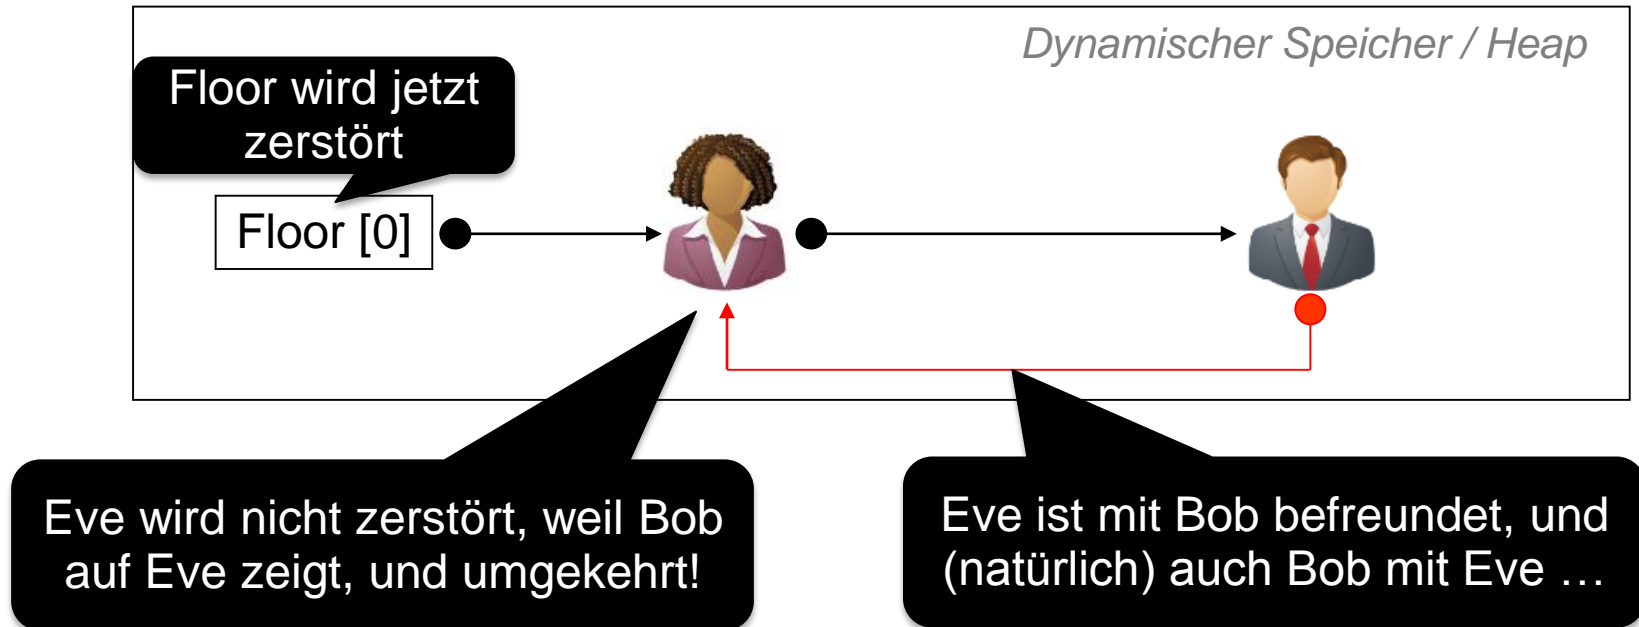 Dynamischer Speicher / Heap
Floor wird jetzt
zerstört
Floor [0]
Eve wird nicht zerstört, weil Bob
auf Eve zeigt, und umgekehrt!
Eve ist mit Bob befreundet, und
(natürlich) auch Bob mit Eve …